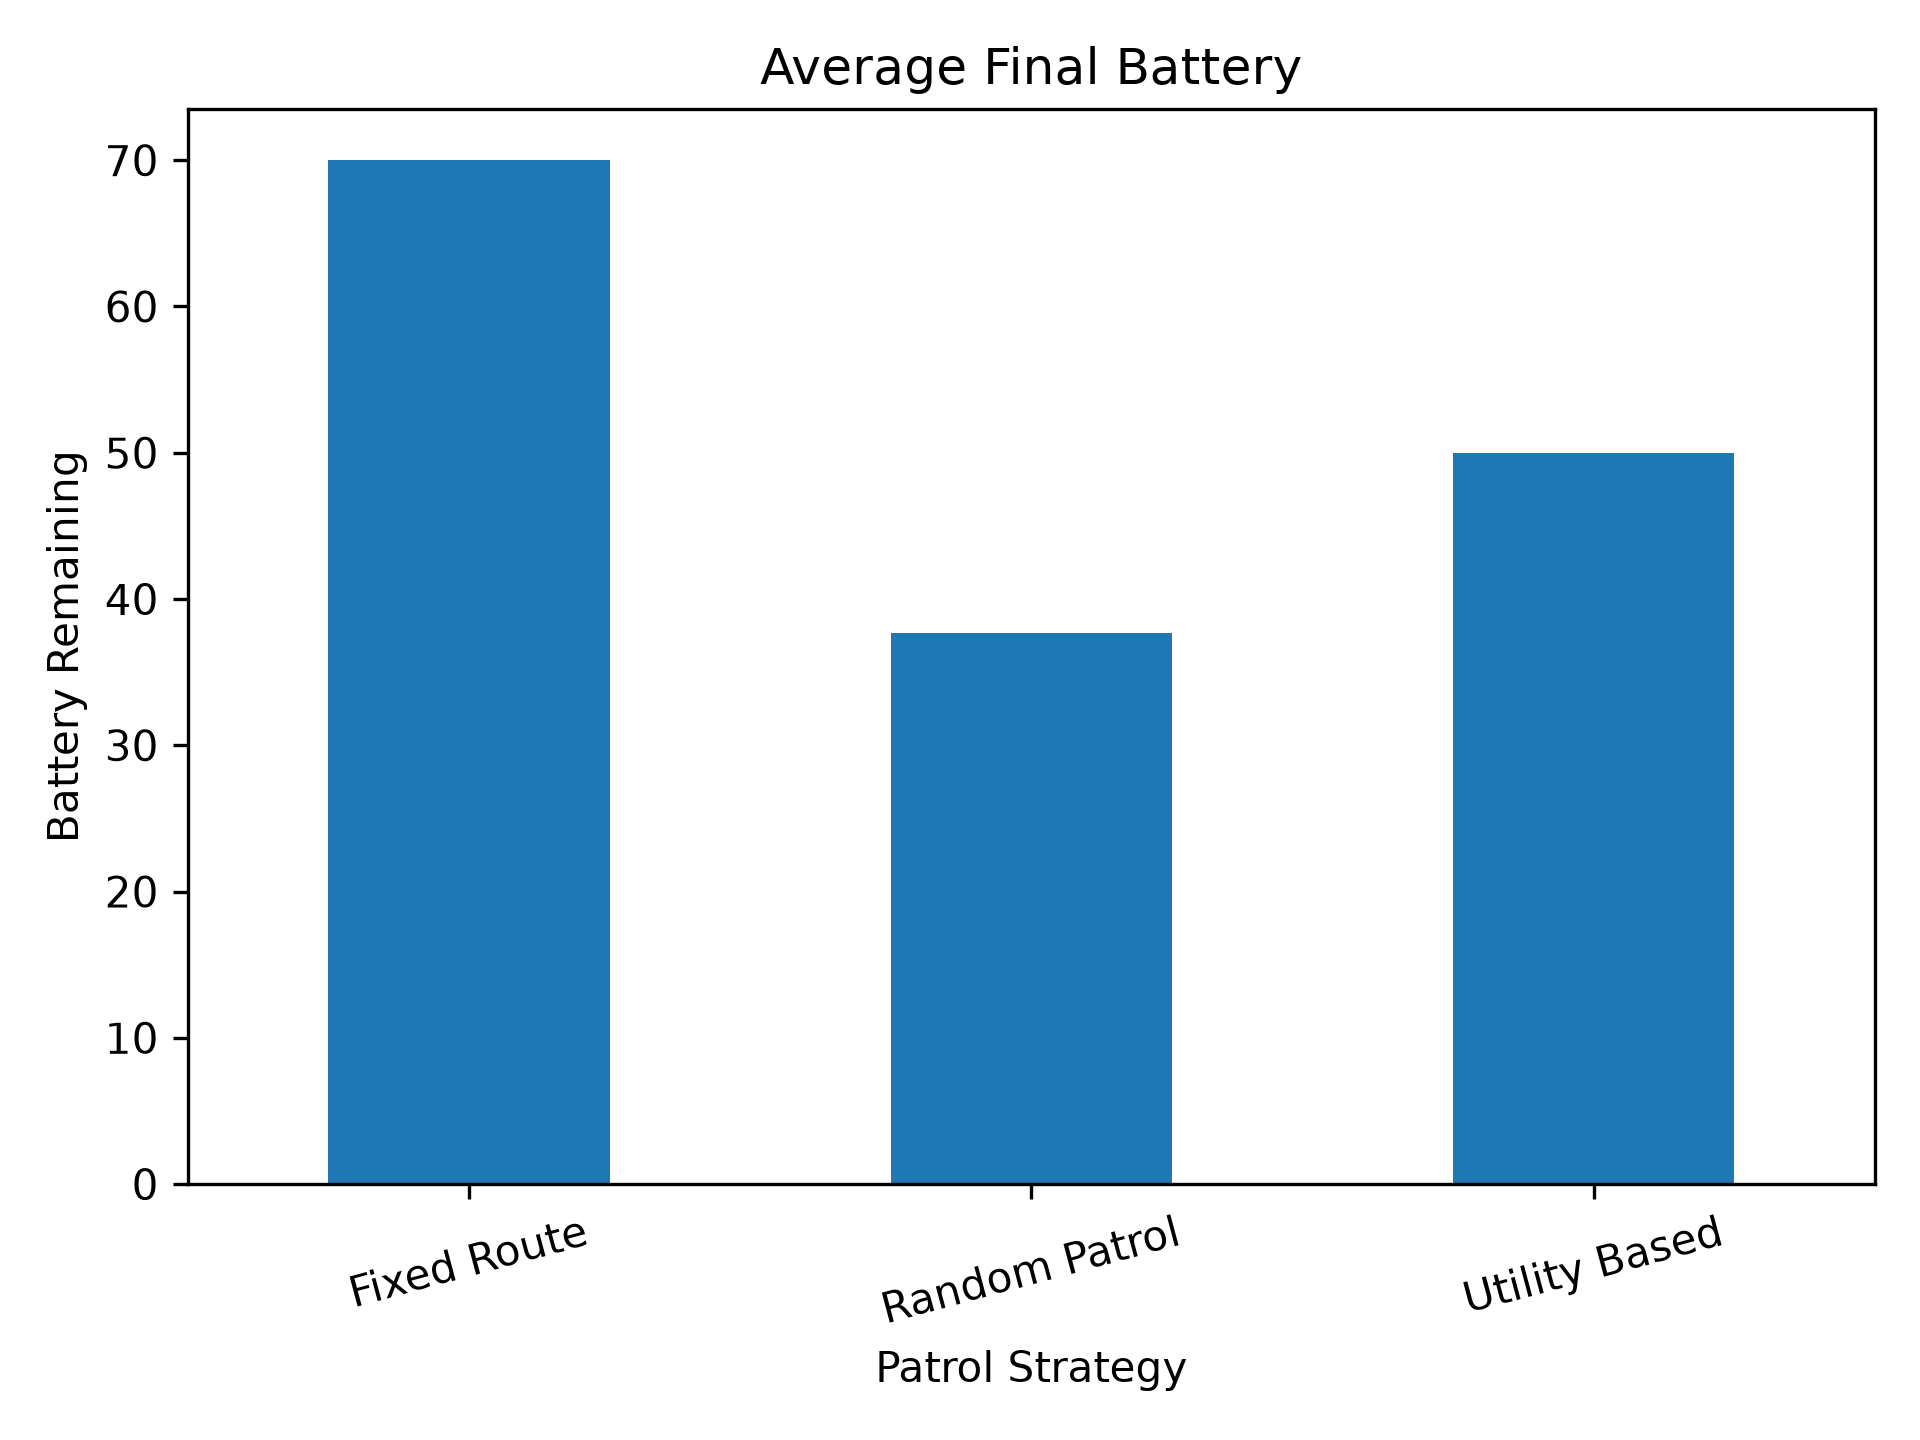 Average Final Battery
Battery Remaining
70
60
50
40
30
20
10
0
Fixed Route
Random Patrol
Utility Based
Patrol Strategy